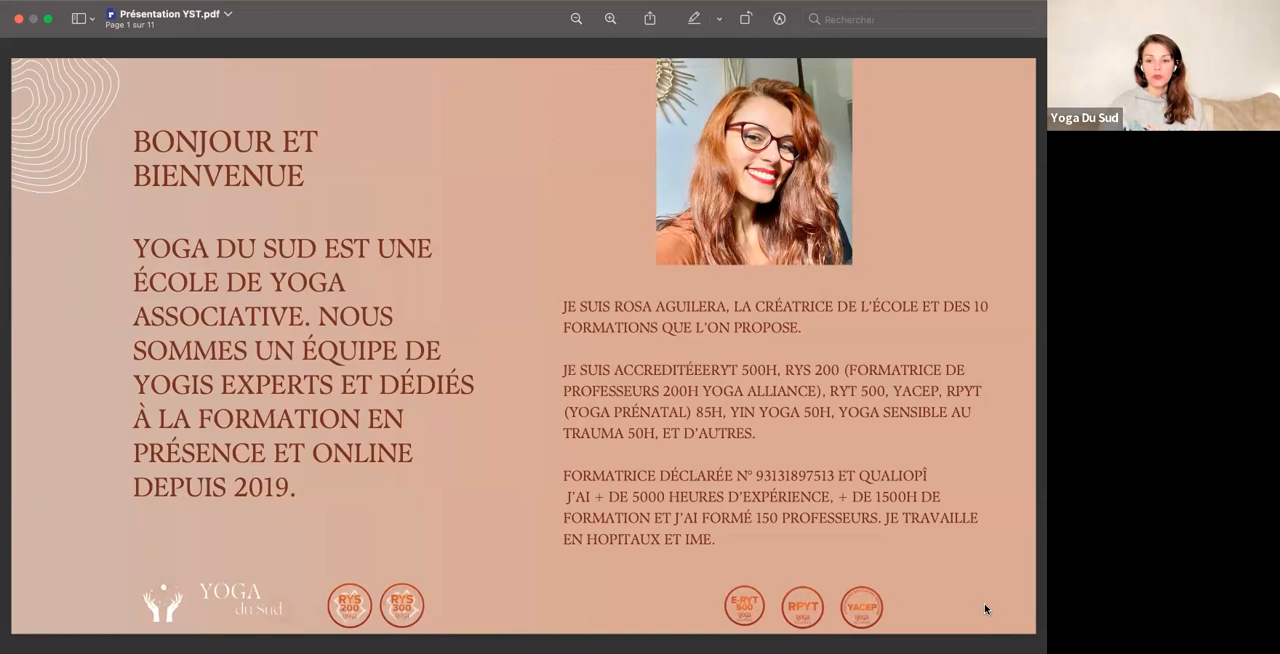 Présentation YST.pdf
Page 1 sur 11
Rechercher
Yoga Du Sud
BONJOUR ET
BIENVENUE
YOGA DU SUD EST UNE
ÉCOLE DE YOGA
ASSOCIATIVE. NOUS
SOMMES UN ÉQUIPE DE
YOGIS EXPERTS ET DÉDIÉS
À LA FORMATION EN
PRÉSENCE ET ONLINE
DEPUIS 2019.
JE SUIS ROSA AGUILERA, LA CRÉATRICE DE L'ÉCOLE ET DES 10
FORMATIONS QUE L'ON PROPOSE.
JE SUIS ACCREDITÉEERYT 500H, RYS 200 (FORMATRICE DE
PROFESSEURS 200H YOGA ALLIANCE), RYT 500, YACEP, RPYT
(YOGA PRÉNATAL) 85H, YIN YOGA 50H, YOGA SENSIBLE AU
TRAUMA 50H, ET D'AUTRES.
FORMATRICE DÉCLARÉE N° 93131897513 ET QUALIOPÎ
J'AI + DE 5000 HEURES D'EXPÉRIENCE, + DE 1500H DE
FORMATION ET J'AI FORMÉ 150 PROFESSEURS. JE TRAVAILLE
EN HOPITAUX ET IME.
YOGA
du Sud
RYS
200
RYS
300
E-RYT
500
RPYT
YACEP